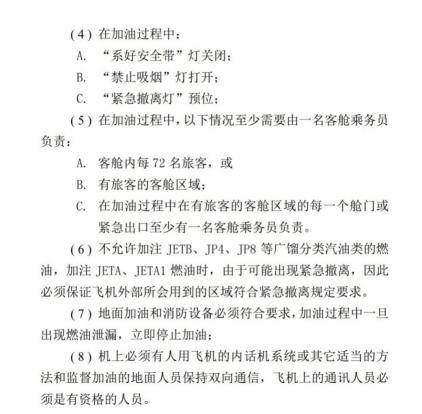 (4) 在加油过程中：
A. “系好安全带”灯关闭；
B. “禁止吸烟”灯打开；
C. “紧急撤离灯”预位；
(5) 在加油过程中，以下情况至少需要由一名客舱乘务员
负责：
A. 客舱内每 72 名旅客，或
B. 有旅客的客舱区域；
C. 在加油过程中在有旅客的客舱区域的每一个舱门或
紧急出口至少有一名客舱乘务员负责。
(6) 不允许加注 JETB、JP4、JP8 等广馏分类汽油类的燃
油，加注 JETA、JETA1 燃油时，由于可能出现紧急撤离，因此
必须保证飞机外部所会用到的区域符合紧急撤离规定要求。
(7) 地面加油和消防设备必须符合要求，加油过程中一旦
出现燃油泄漏，立即停止加油；
(8) 机上必须有人用飞机的内话机系统或其它适当的方
法和监督加油的地面人员保持双向通信，飞机上的通讯人员必
须是有资格的人员。